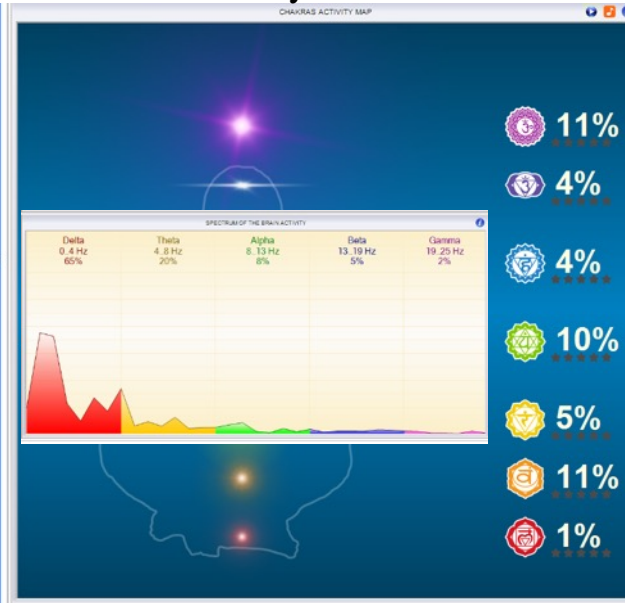 CHAKRAS ACTIVITY MAP
11%
4%
SPECTRUM OF THE BRAIN ACTIVITY
Delta
0..4 Hz
65%
Theta
4..8 Hz
20%
Alpha
8..13 Hz
8%
Beta
13..19 Hz
5%
Gamma
19..25 Hz
2%
4%
10%
5%
11%
1%